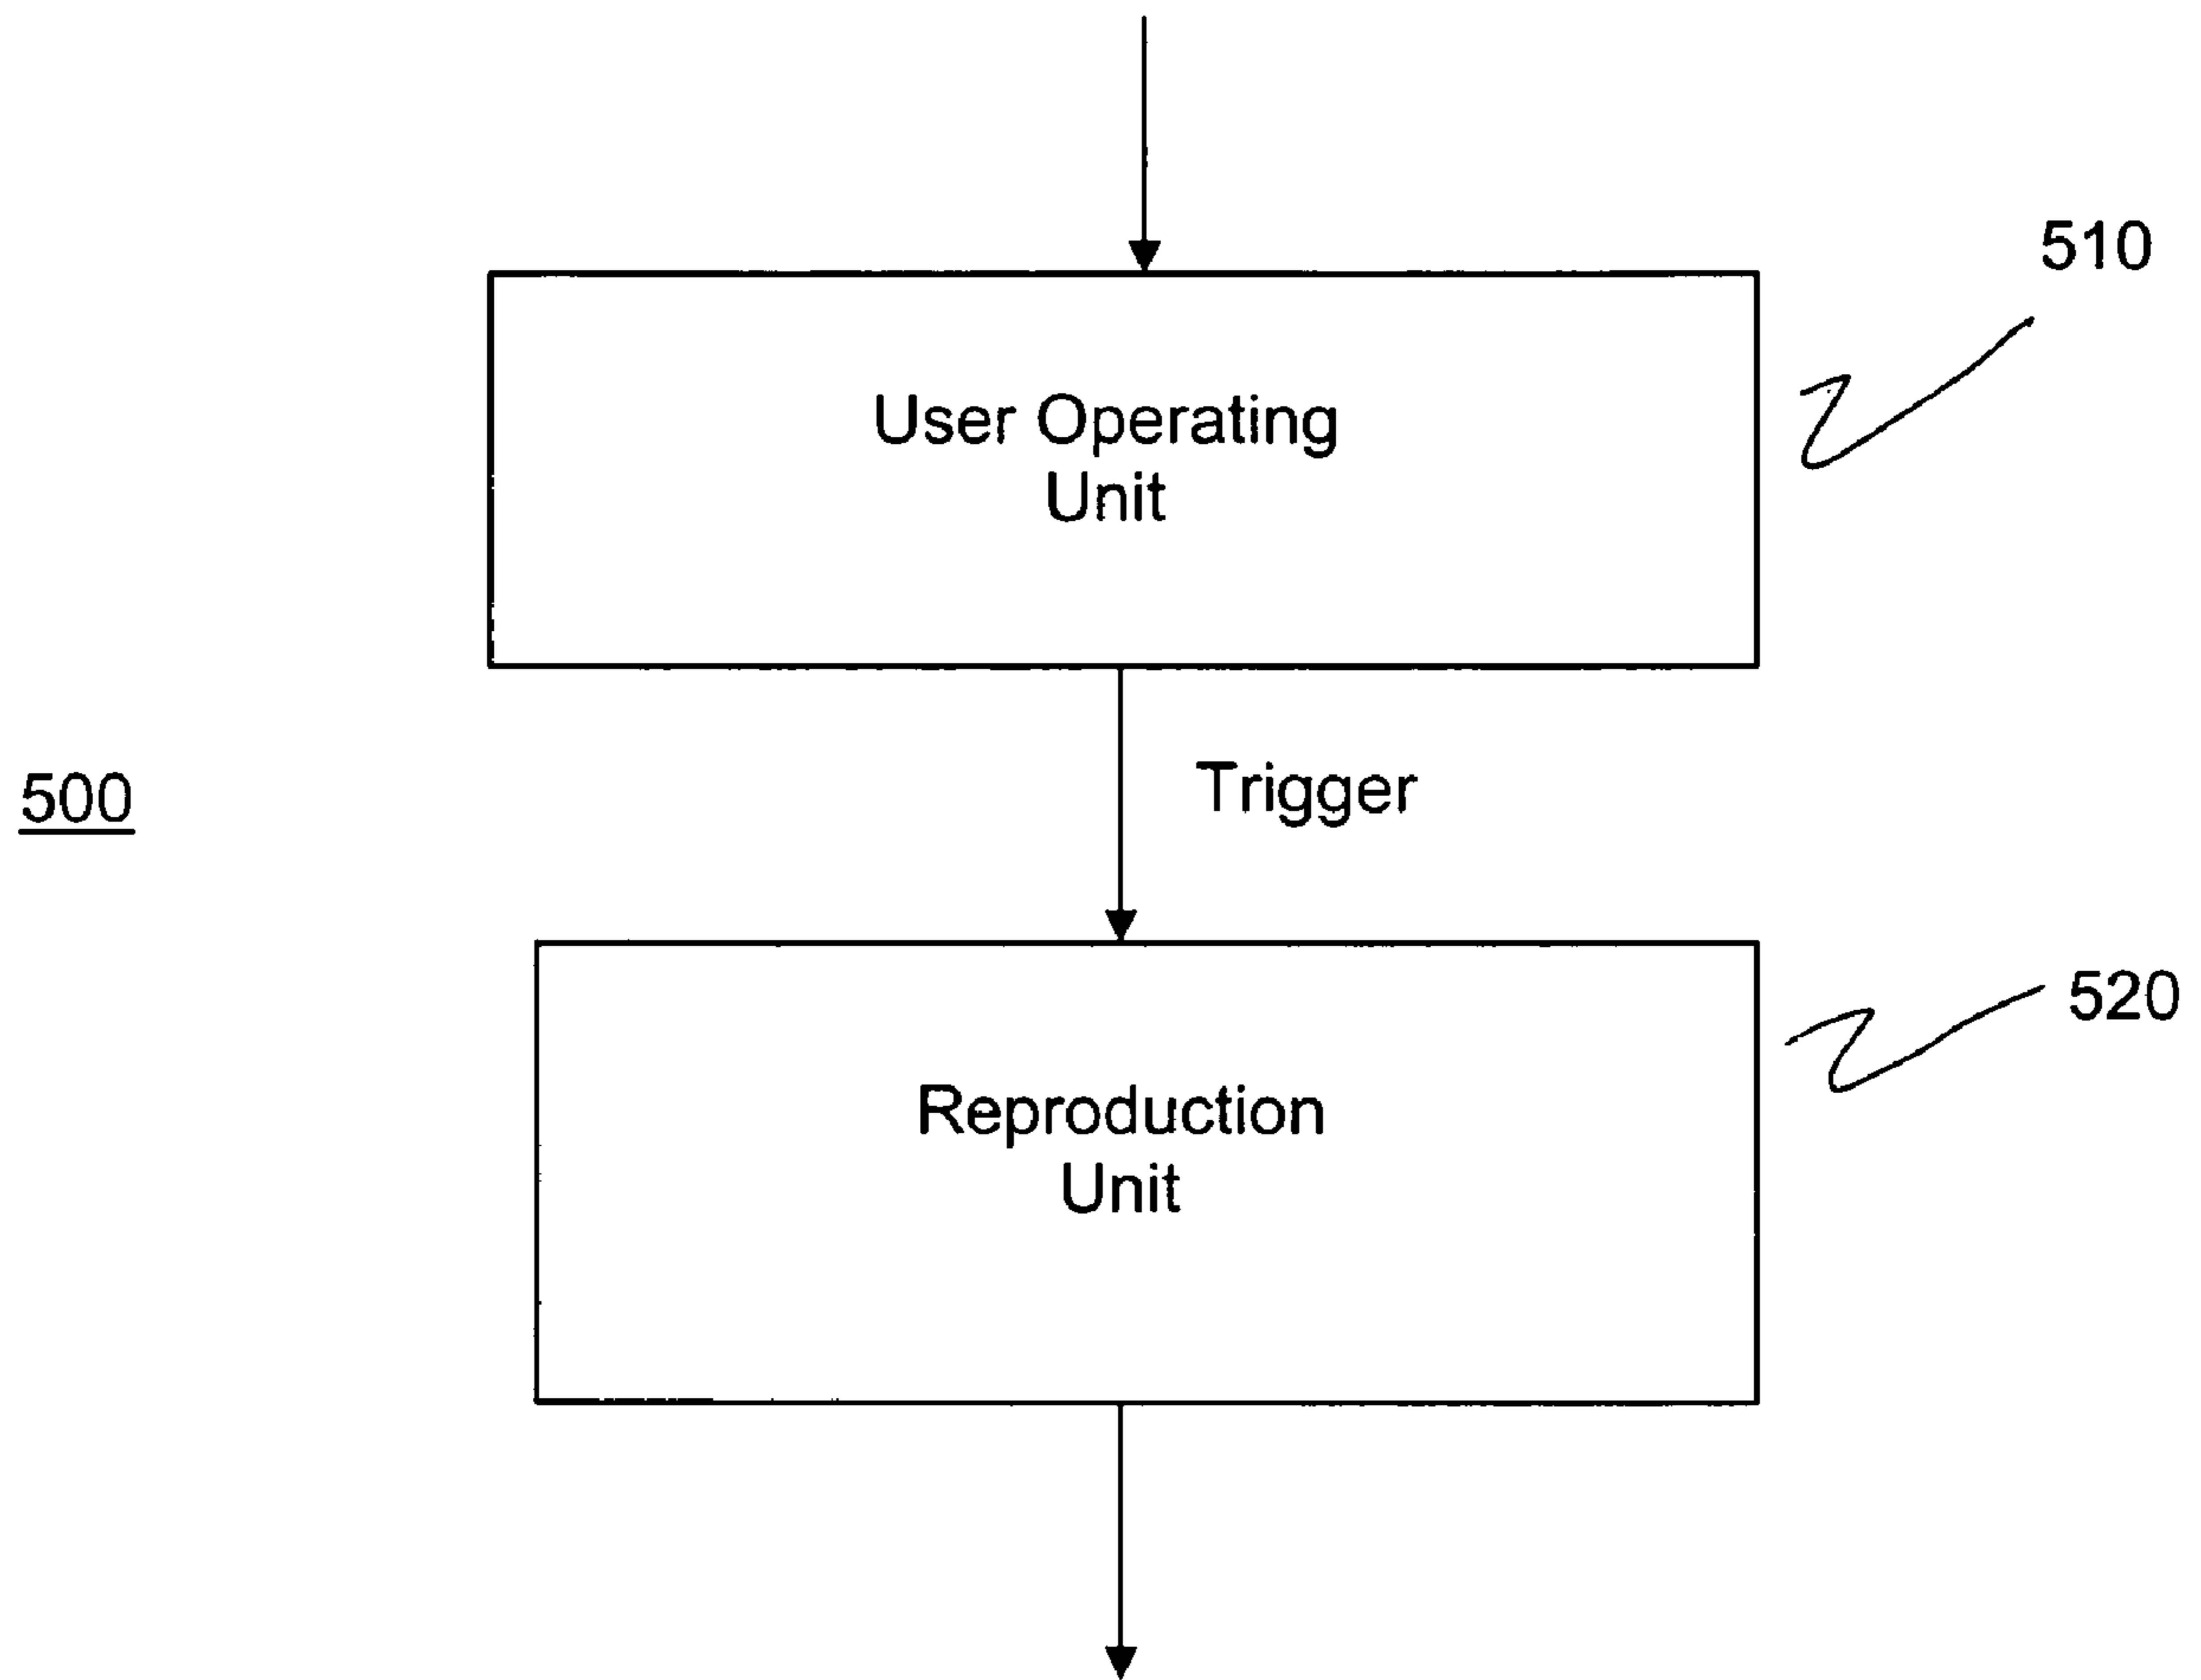 510
User Operating
Unit
Trigger
500
520
Reproduction
Unit